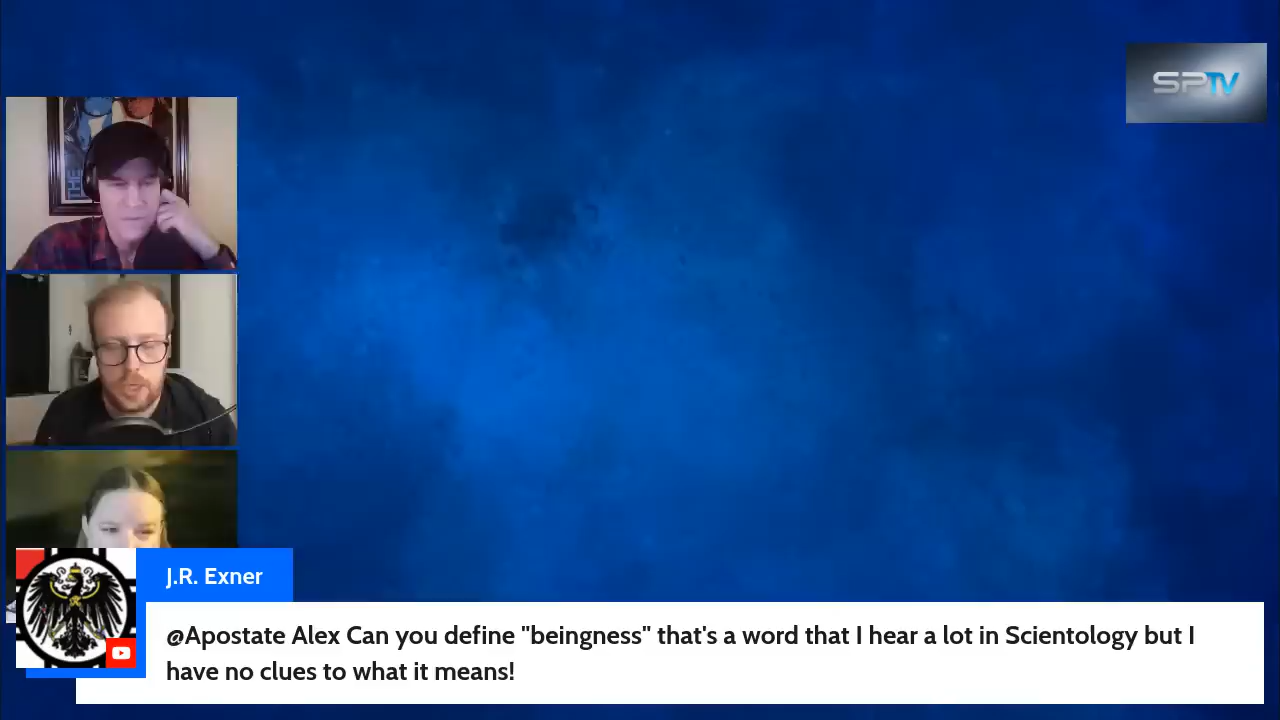 SPTV
THE
J.R. Exner
@Apostate Alex Can you define "beingness" that's a word that I hear a lot in Scientology but I
have no clues to what it means!